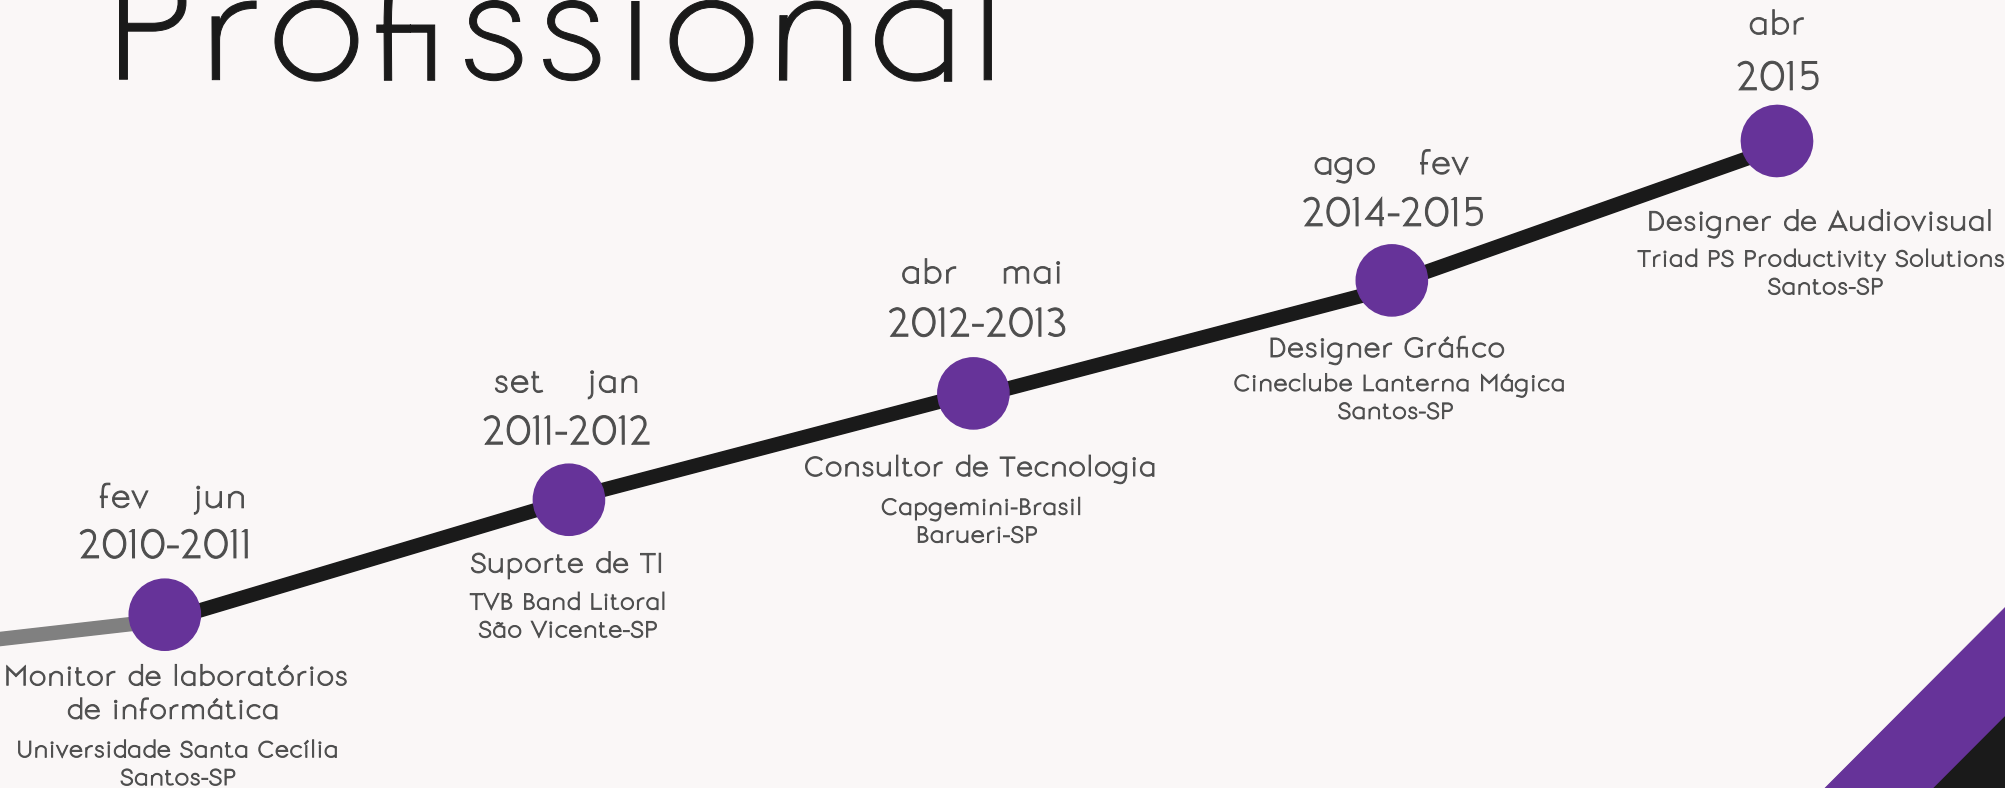 Profissional
fev jun
2010-2011
Monitor de laboratórios
de informática
Universidade Santa Cecília
Santos-SP
set jan
2011-2012
Suporte de TI
TVB Band Litoral
São Vicente-SP
abr mai
2012-2013
Consultor de Tecnologia
Capgemini-Brasil
Barueri-SP
ago fev
2014-2015
Designer Gráfico
Cineclube Lanterna Mágica
Santos-SP
abr
2015
Designer de Audiovisual
Triad PS Productivity Solutions
Santos-SP